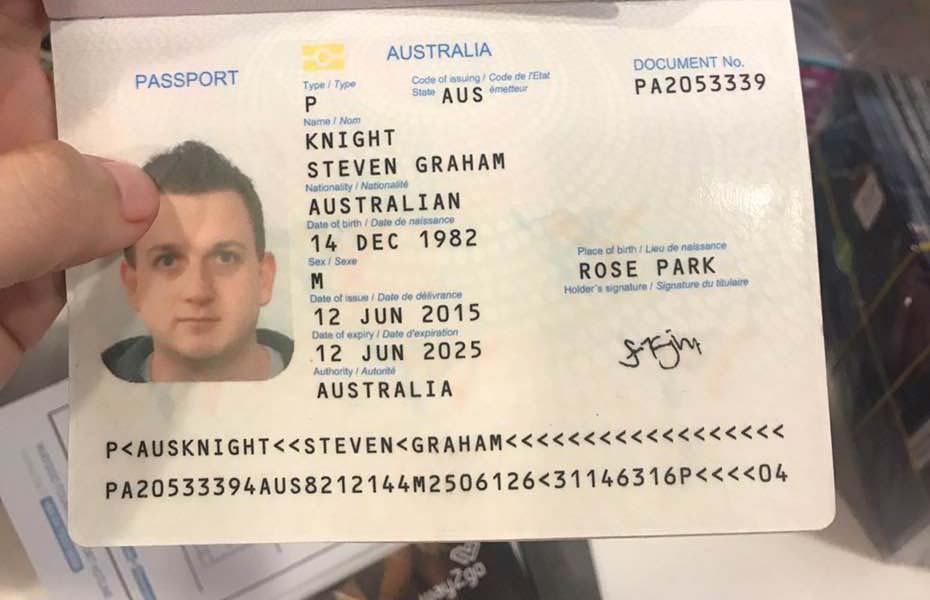 PASSPORT
AUSTRALIA
DOCUMENT No.
Type / Type
Code of issuing / Code de l'Etat
State AUS émetteur
P
PA2053339
Name / Nom
KNIGHT
STEVEN GRAHAM
Nationality / Nationalité
AUSTRALIAN
Date of birth / Date de naissance
14 DEC 1982
Sex / Sexe
M
Place of birth / Lieu de naissance
ROSE PARK
Date of issue / Date de délivrance
12 JUN 2015
Holder's signature / Signature du titulaire
Date of expiry / Date d'expiration
12 JUN 2025
Authority / Autorité
AUSTRALIA
P<AUSKNIGHT<<STEVEN<GRAHAM<<<<<<<<<<<<<<<<<<
PA20533394AUS8212144M2506126<31146316P<<<<04
way2go